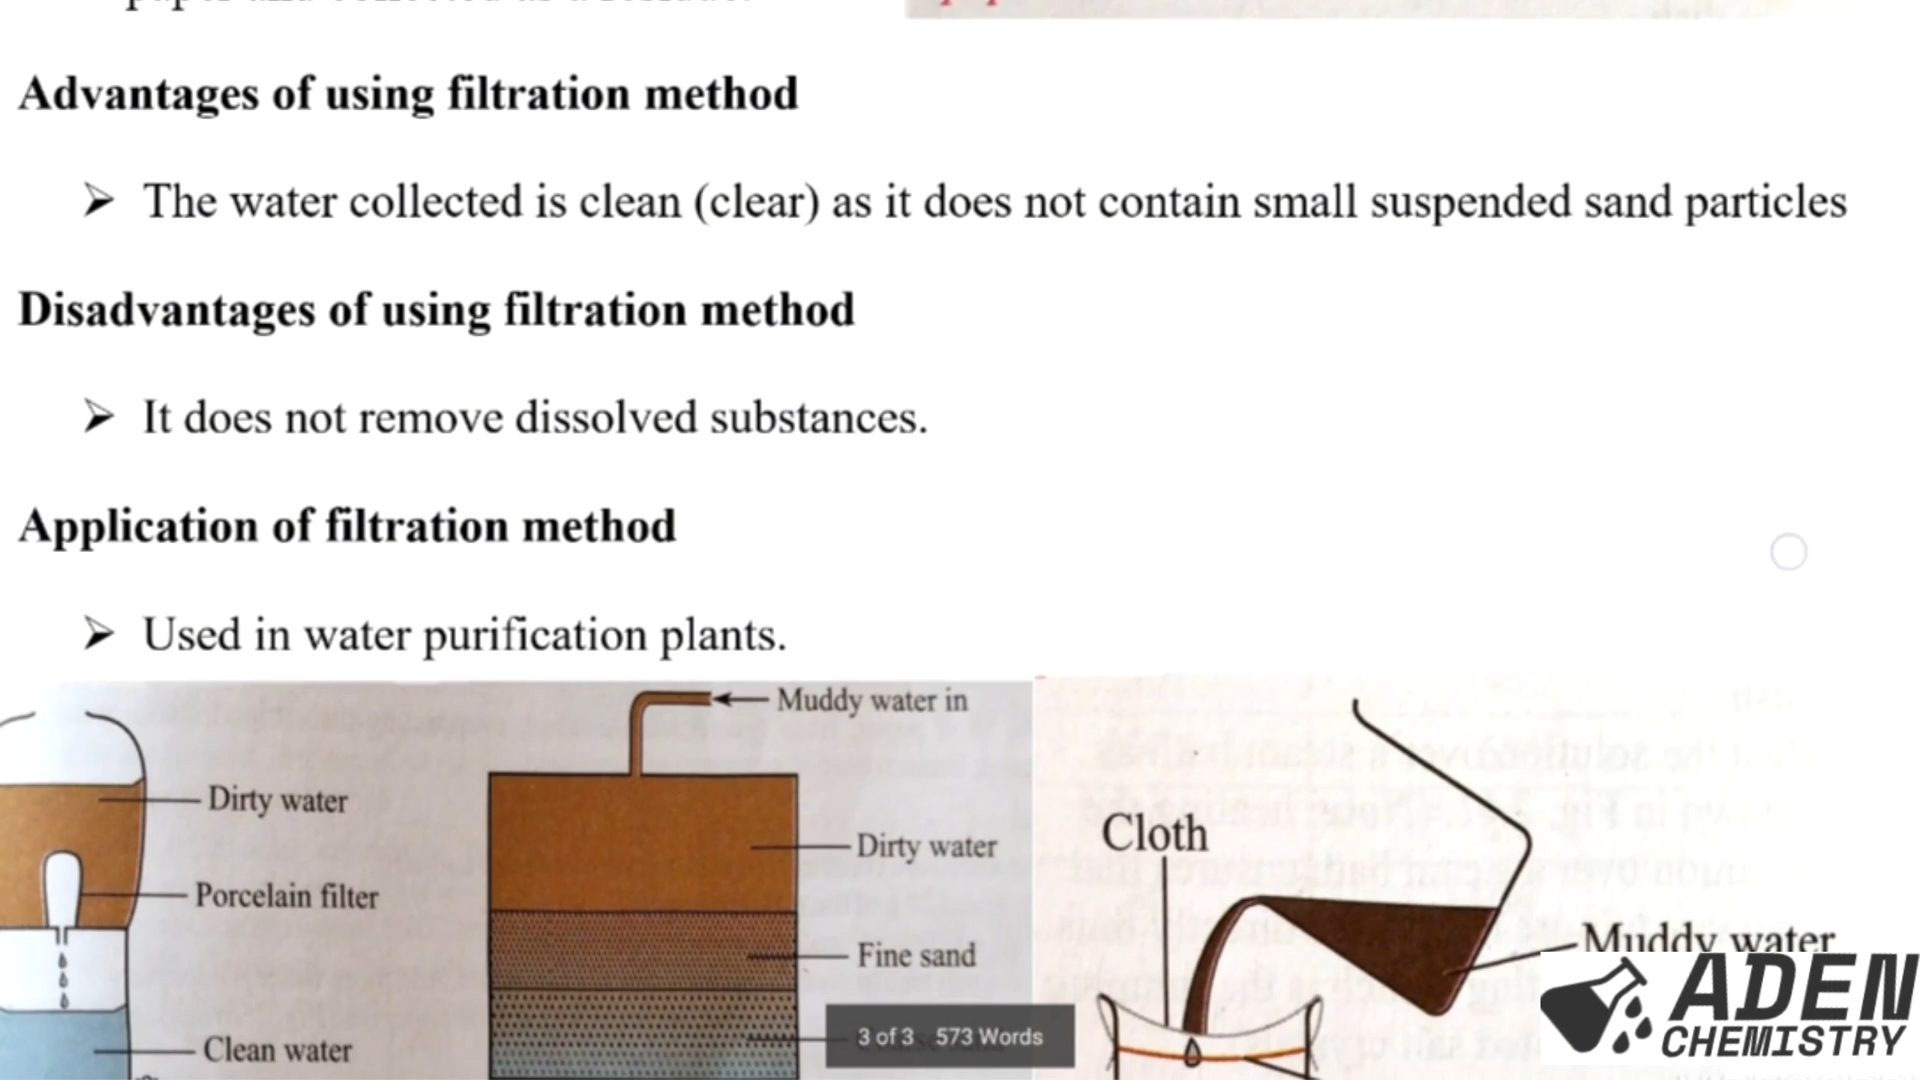 Advantages of using filtration method
➢ The water collected is clean (clear) as it does not contain small suspended sand particles
Disadvantages of using filtration method
➢ It does not remove dissolved substances.
Application of filtration method
➢ Used in water purification plants.
Muddy water in
Dirty water
Porcelain filter
Clean water
Dirty water
Fine sand
Cloth
Muddy water
3 of 3 573 Words
ADEN
CHEMISTRY